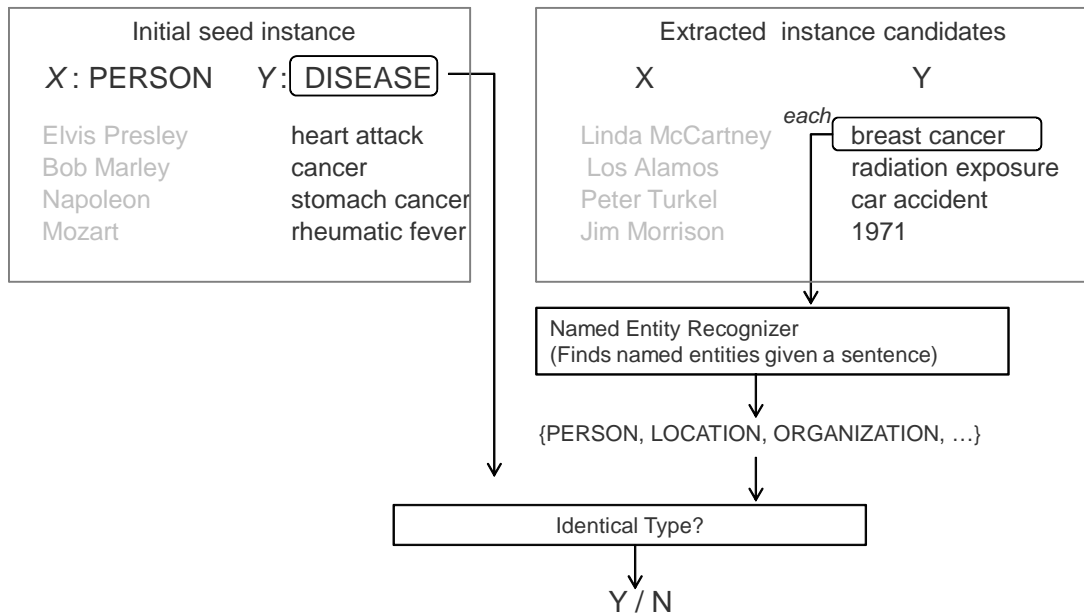 Initial seed instance
X : PERSON Y : DISEASE
Elvis Presley heart attack
Bob Marley cancer
Napoleon stomach cancer
Mozart rheumatic fever
Extracted instance candidates
X Y
each
Linda McCartney breast cancer
Los Alamos radiation exposure
Peter Turkel car accident
Jim Morrison 1971
Named Entity Recognizer
(Finds named entities given a sentence)
{PERSON, LOCATION, ORGANIZATION, …}
Identical Type?
Y / N